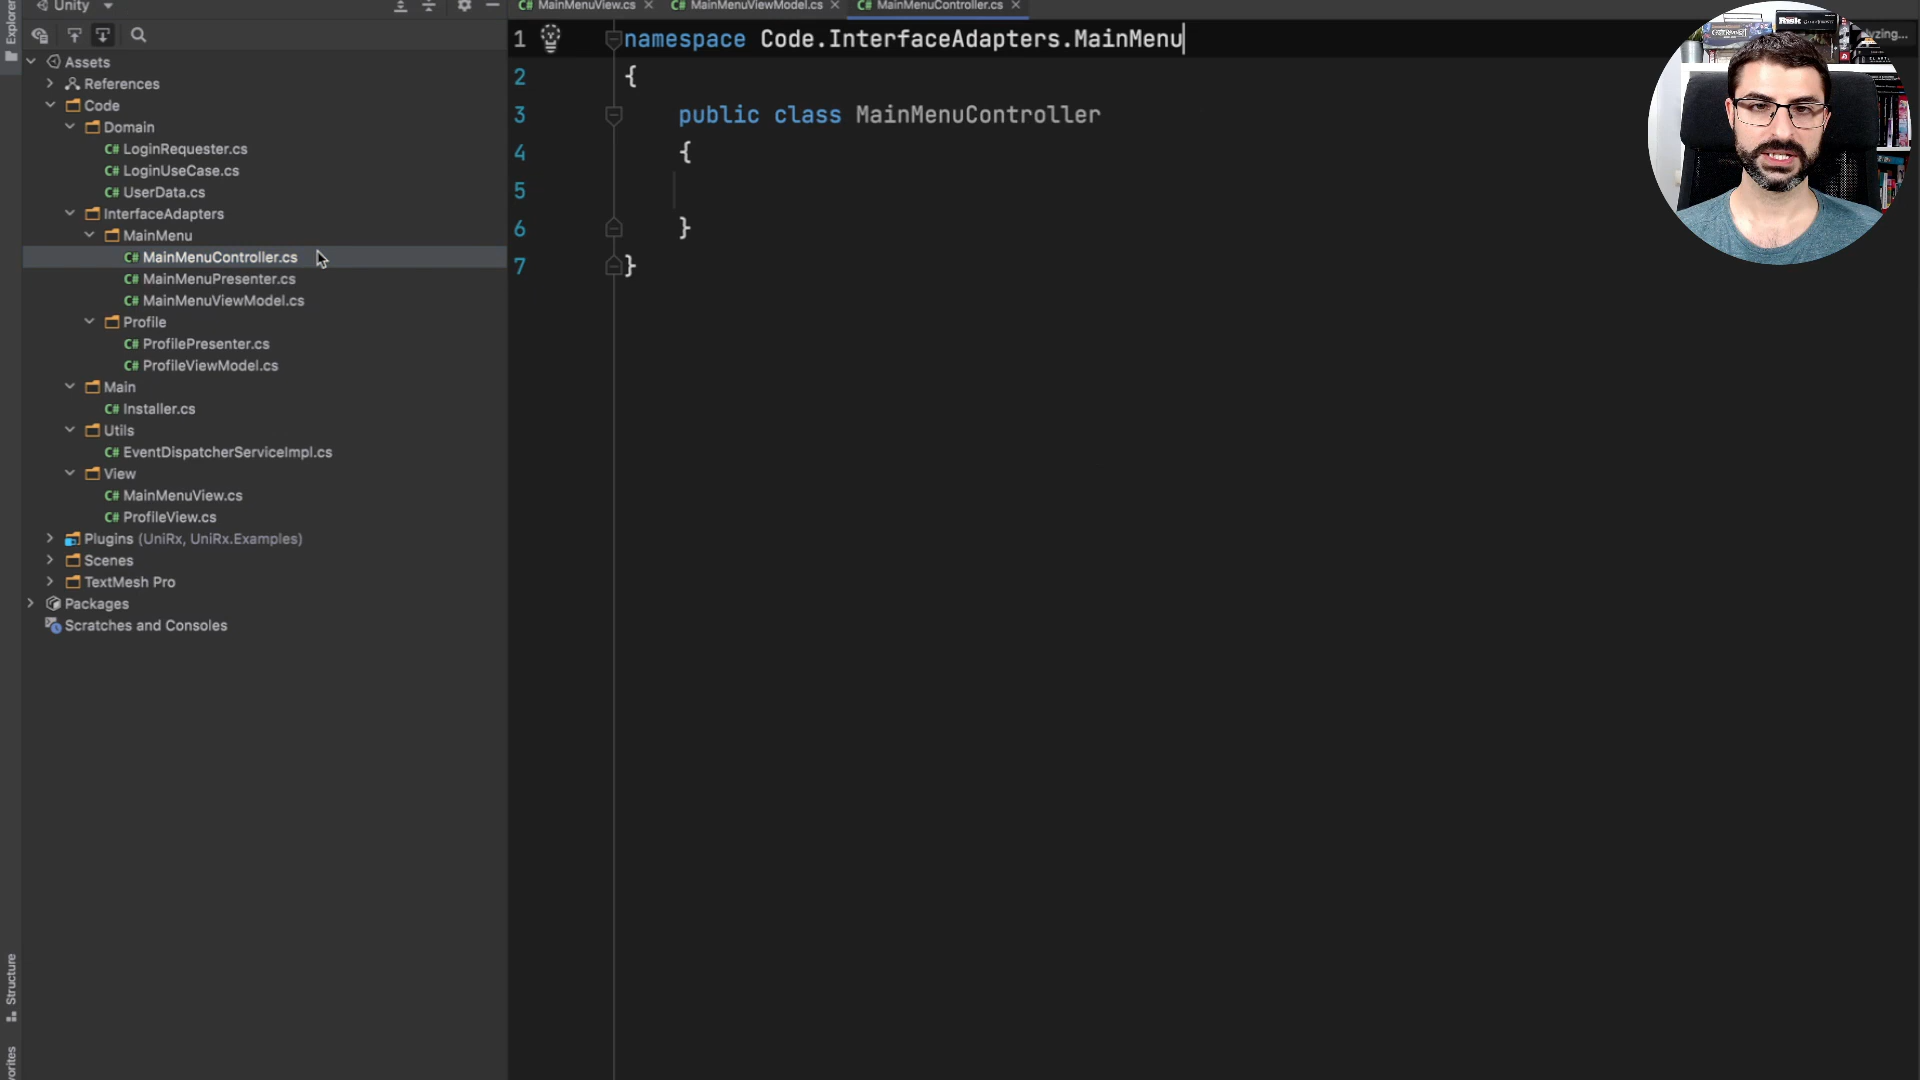 Explorer
Unity
MainMenuView.cs
MainMenuViewModel.cs
MainMenuController.cs
Assets
References
Code
Domain
C# LoginRequester.cs
C# LoginUseCase.cs
C# UserData.cs
InterfaceAdapters
MainMenu
C# MainMenuController.cs
C# MainMenuPresenter.cs
C# MainMenuViewModel.cs
Profile
C# ProfilePresenter.cs
C# ProfileViewModel.cs
Main
C# Installer.cs
Utils
C# EventDispatcherServiceImpl.cs
View
C# MainMenuView.cs
C# ProfileView.cs
Plugins (UniRx, UniRx.Examples)
Scenes
TextMesh Pro
Packages
Scratches and Consoles
Structure
1 namespace Code.InterfaceAdapters.MainMenu
2 {
3 public class MainMenuController
4 {
5
6 }
7 }
Risk